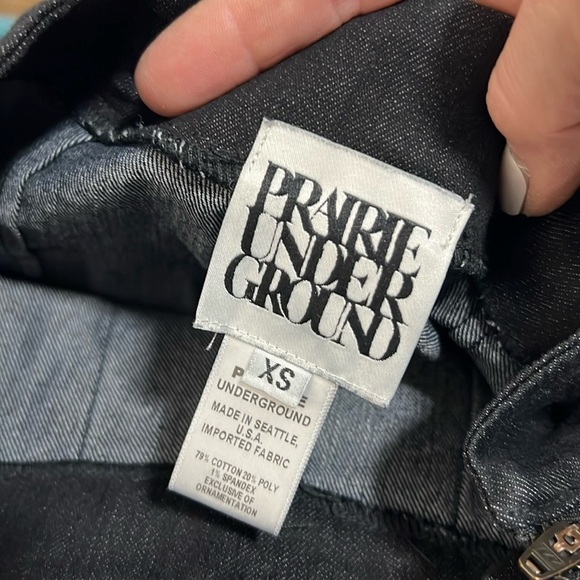 PRAIRIE
UNDER
GROUND
XS
UNDERGROUND
MADE IN SEATTLE,
U.S.A.
IMPORTED FABRIC
79% COTTON 20% POLY
1% SPANDEX
EXCLUSIVE OF
ORNAMENTATION